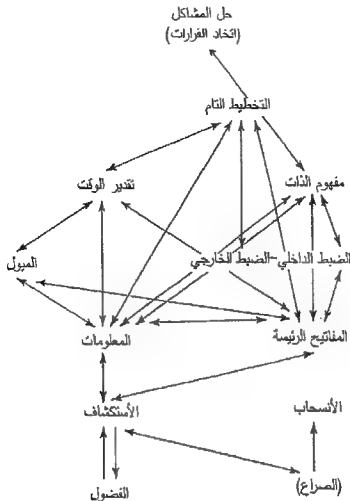 حل المشاكل
(اتخاد القرارات)
التخطيط التام
مفهوم الذات
تقدير الوقت
الضبط الداخلي-الضبط الخارجي
الميول
المفاتيح الرئيسة
المعلومات
الأنسحاب
الأستكشاف
(الصراع)
الفضول